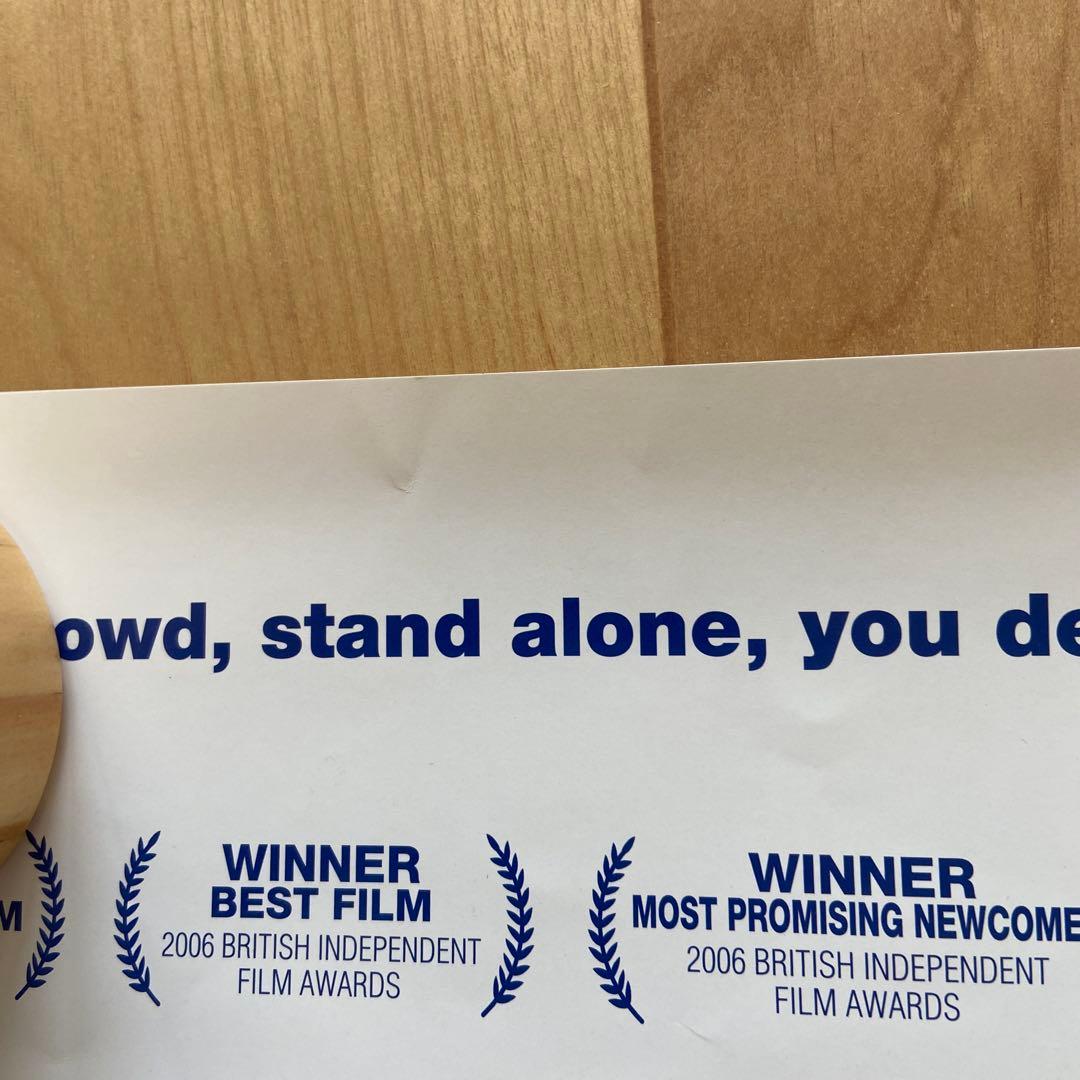 owd, stand alone, you de
M
WINNER
BEST FILM
2006 BRITISH INDEPENDENT
FILM AWARDS
WINNER
MOST PROMISING NEWCOME
2006 BRITISH INDEPENDENT
FILM AWARDS